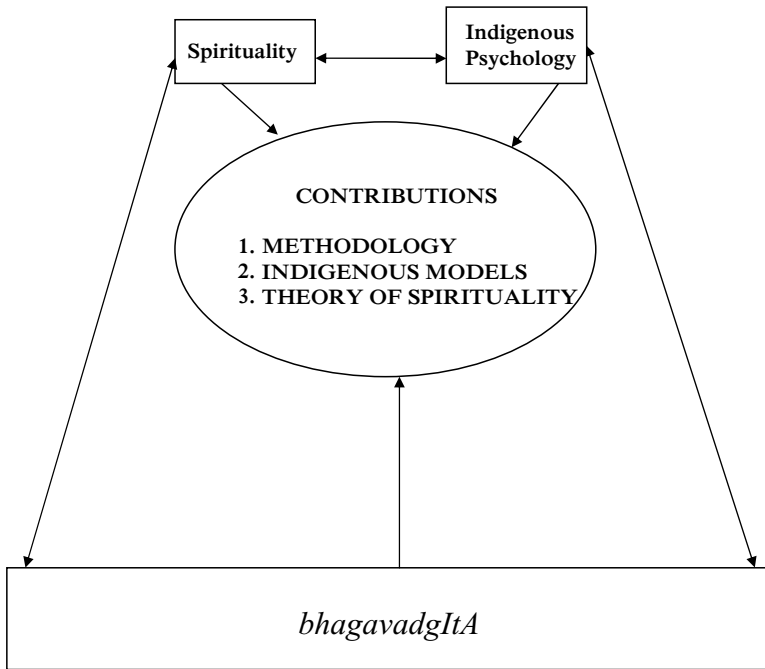 Spirituality
Indigenous
Psychology
CONTRIBUTIONS
1. METHODOLOGY
2. INDIGENOUS MODELS
3. THEORY OF SPIRITUALITY
bhagavadgItA